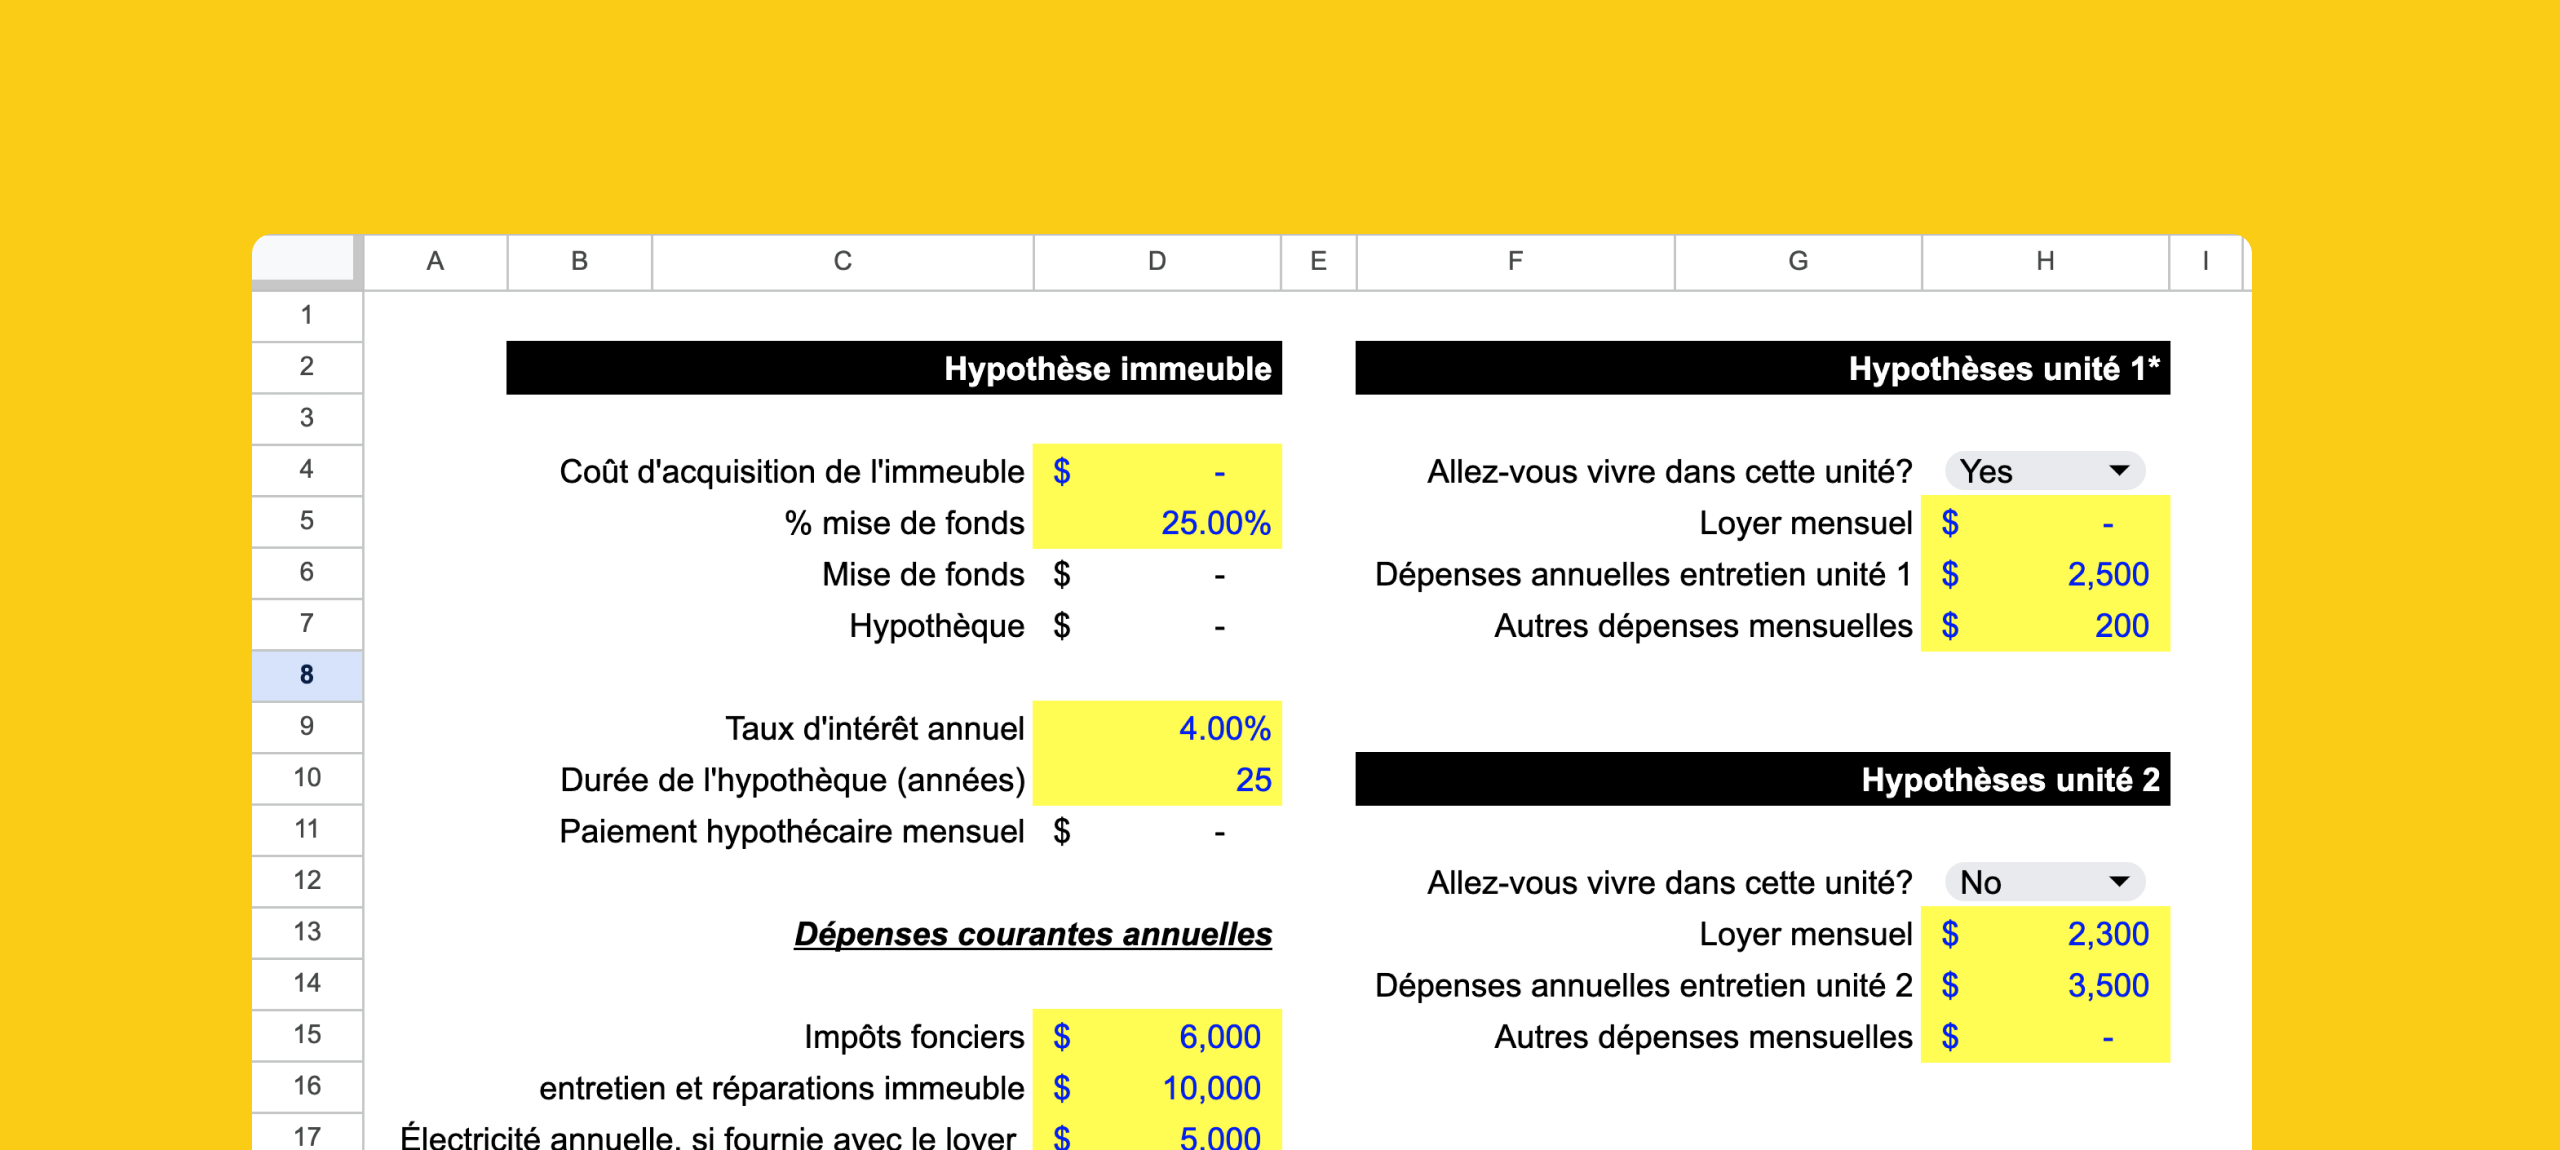 A B C D E F G H I
1
2 Hypothèse immeuble Hypothèses unité 1*
3
4 Coût d'acquisition de l'immeuble $ - Allez-vous vivre dans cette unité? Yes
5 % mise de fonds 25.00% Loyer mensuel $ -
6 Mise de fonds $ - Dépenses annuelles entretien unité 1 $ 2,500
7 Hypothèque $ - Autres dépenses mensuelles $ 200
8
9 Taux d'intérêt annuel 4.00%
10 Durée de l'hypothèque (années) 25 Hypothèses unité 2
11 Paiement hypothécaire mensuel $ -
12 Allez-vous vivre dans cette unité? No
13 Dépenses courantes annuelles Loyer mensuel $ 2,300
14 Dépenses annuelles entretien unité 2 $ 3,500
15 Impôts fonciers $ 6,000 Autres dépenses mensuelles $ -
16 entretien et réparations immeuble $ 10,000
17 Électricité annuelle, si fournie avec le loyer $ 5,000